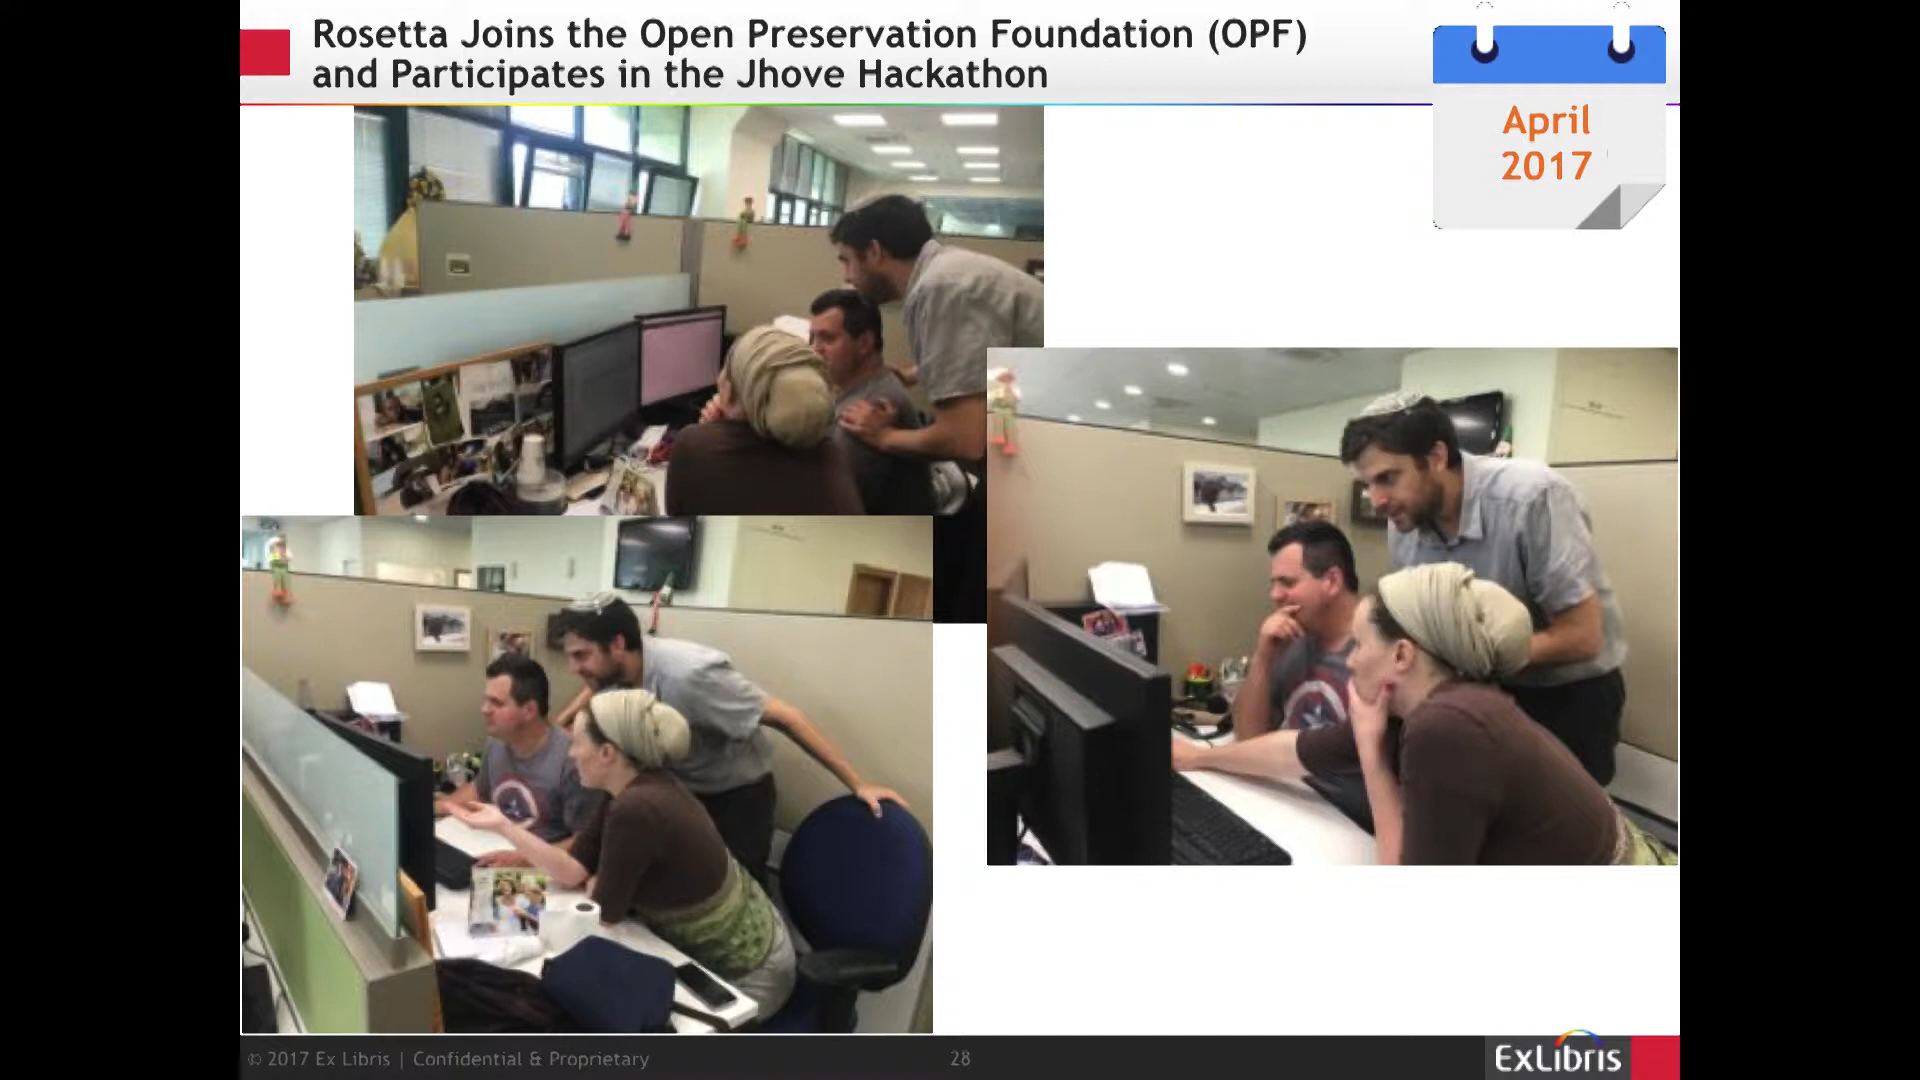 Rosetta Joins the Open Preservation Foundation (OPF)
and Participates in the Jhove Hackathon
April
2017
© 2017 Ex Libris | Confidential & Proprietary
28
ExLibris